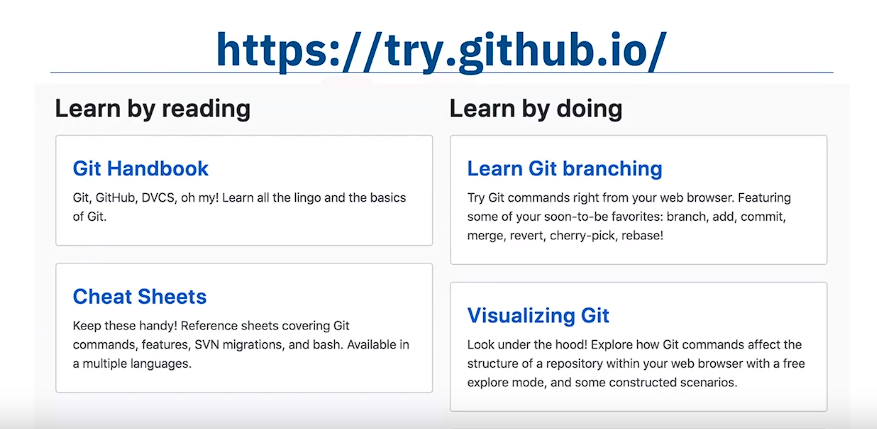 https://try.github.io/
Learn by reading
Git Handbook
Git, GitHub, DVCS, oh my! Learn all the lingo and the basics
of Git.
Cheat Sheets
Keep these handy! Reference sheets covering Git
commands, features, SVN migrations, and bash. Available in
a multiple languages.
Learn by doing
Learn Git branching
Try Git commands right from your web browser. Featuring
some of your soon-to-be favorites: branch, add, commit,
merge, revert, cherry-pick, rebase!
Visualizing Git
Look under the hood! Explore how Git commands affect the
structure of a repository within your web browser with a free
explore mode, and some constructed scenarios.